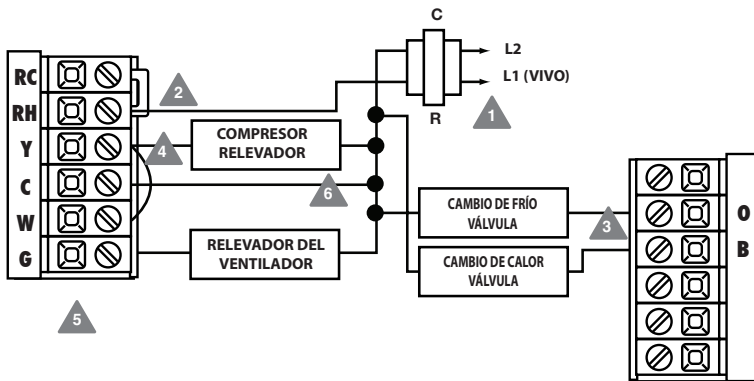 C
L2
L1 (VIVO)
R
1
RC
RH
Y
C
W
G
2
4
COMPRESOR
RELEVADOR
6
RELEVADOR DEL
VENTILADOR
5
CAMBIO DE FRÍO
VÁLVULA
CAMBIO DE CALOR
VÁLVULA
3
O
B